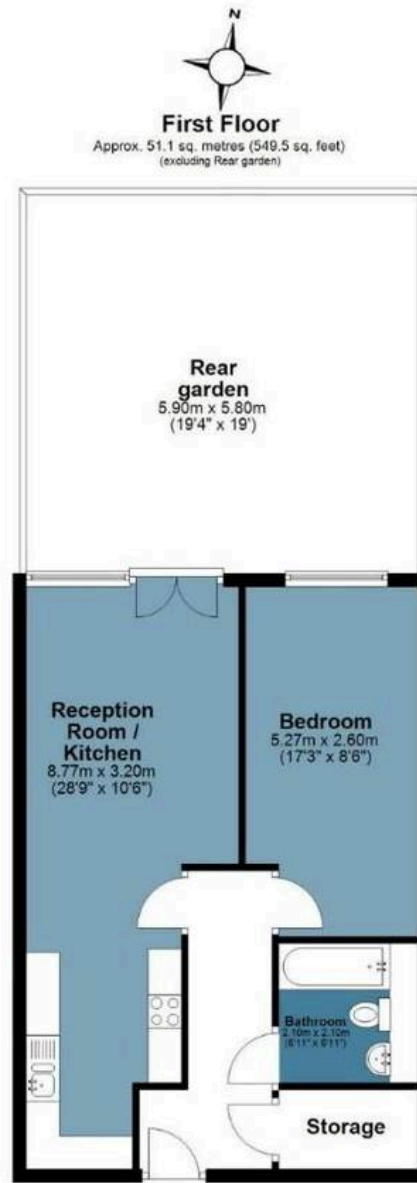 N
First Floor
Approx. 51.1 sq. metres (549.5 sq. feet)
(excluding Rear garden)
Rear
garden
5.90m x 5.80m
(19'4" x 19')
Reception
Room /
Kitchen
8.77m x 3.20m
(28'9" x 10'6")
Bedroom
5.27m x 2.60m
(17'3" x 8'6")
Bathroom
2.10m x 2.10m
(6'11" x 6'11")
Storage